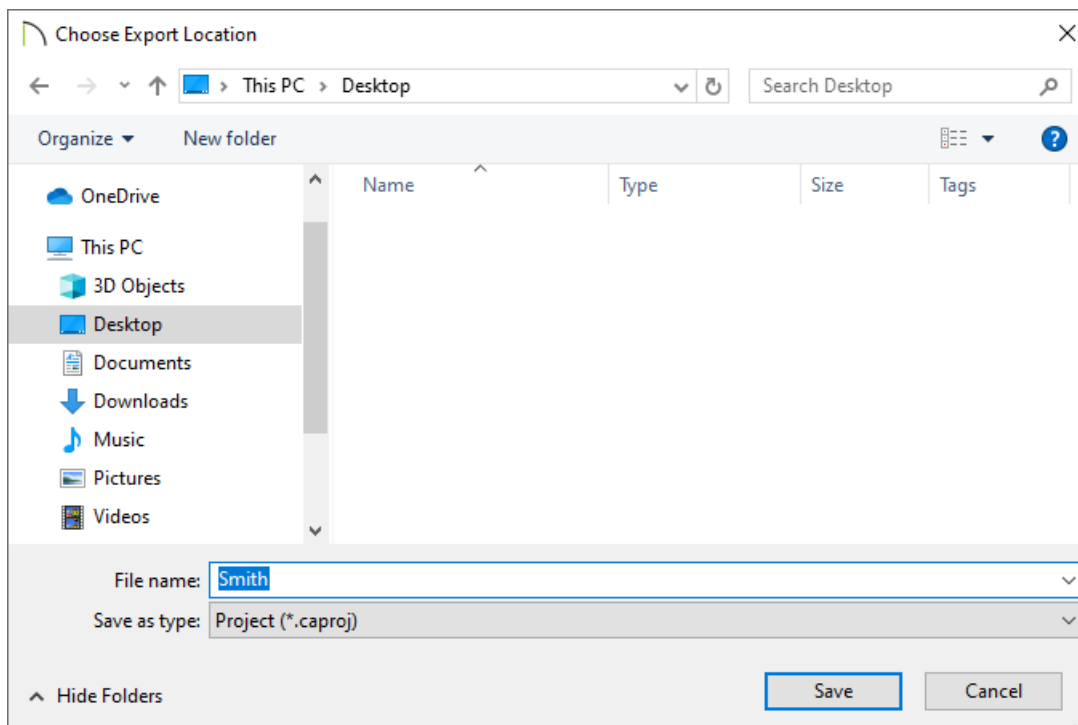 Choose Export Location
This PC > Desktop
Search Desktop
Organize
New folder
?
Name
Type
Size
Tags
OneDrive
This PC
3D Objects
Desktop
Documents
Downloads
Music
Pictures
Videos
File name: Smith
Save as type: Project (*.caproj)
Hide Folders
Save
Cancel